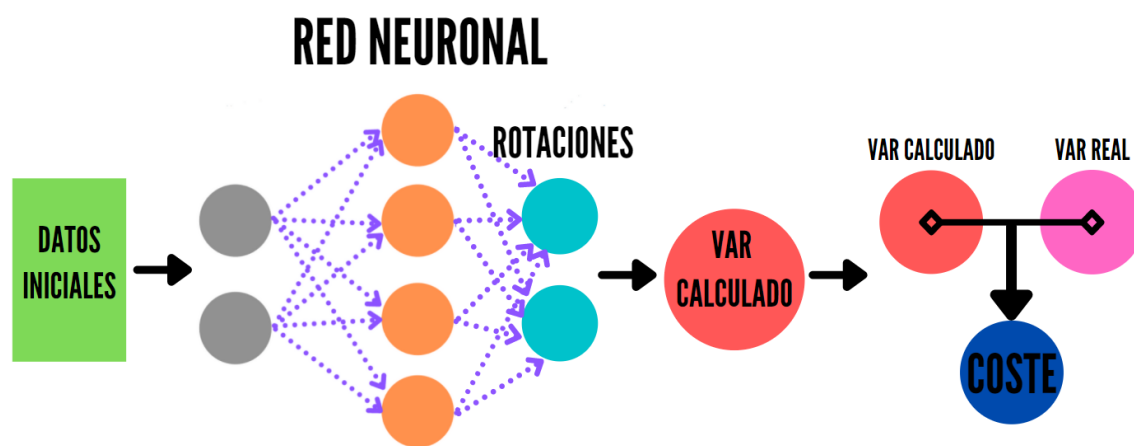 RED NEURONAL
ROTACIONES
DATOS
INICIALES
VAR
CALCULADO
VAR CALCULADO
VAR REAL
COSTE